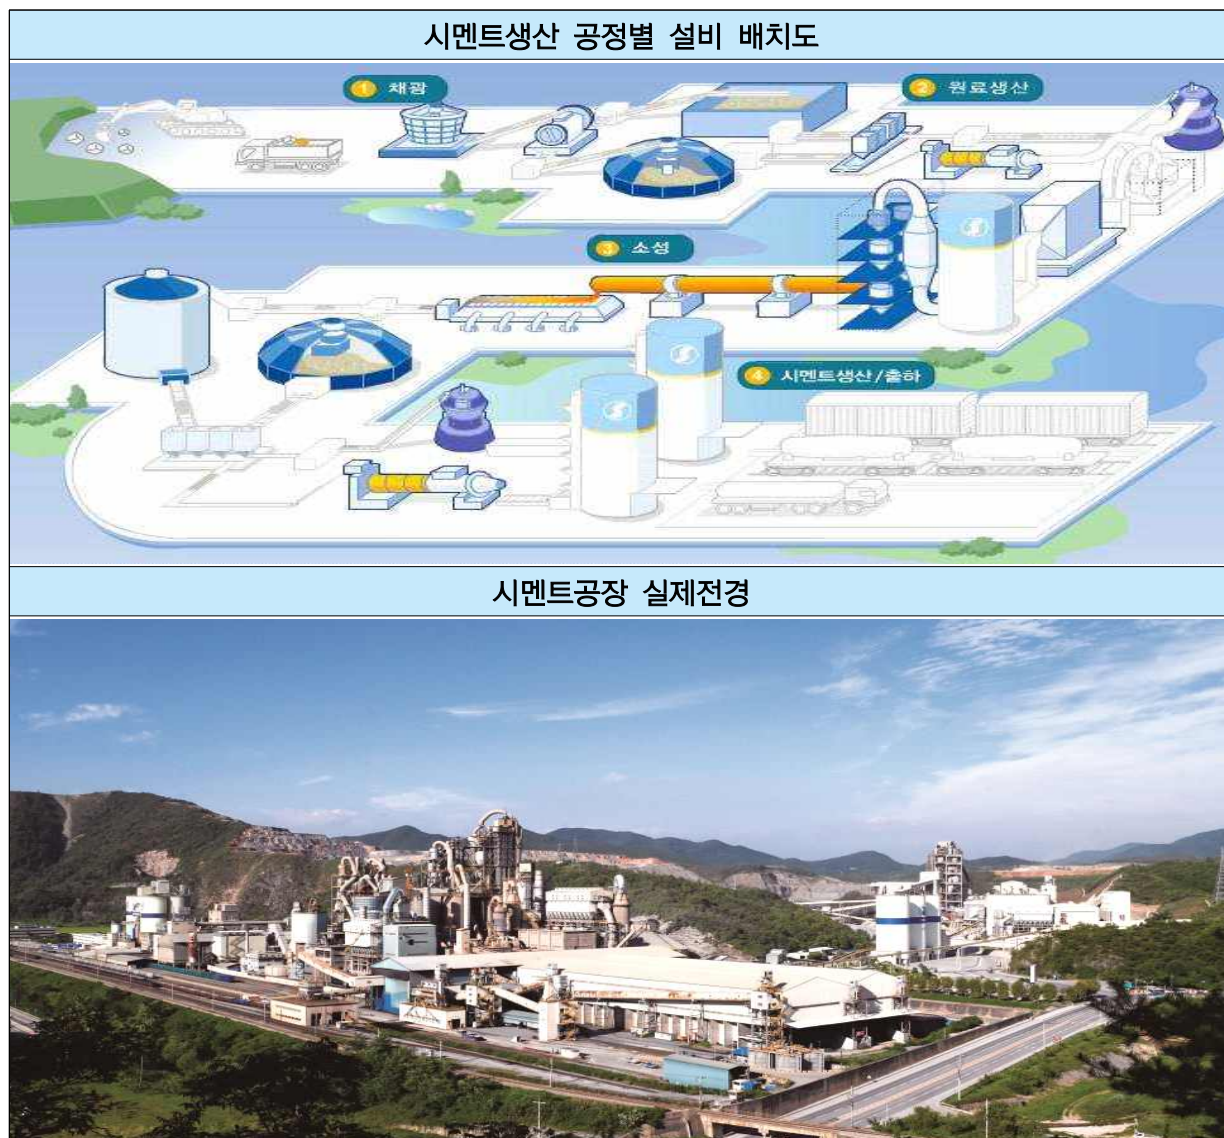 시멘트생산 공정별 설비 배치도
1 채광
2 원료생산
3 소성
4 시멘트생산/출하
시멘트공장 실제전경